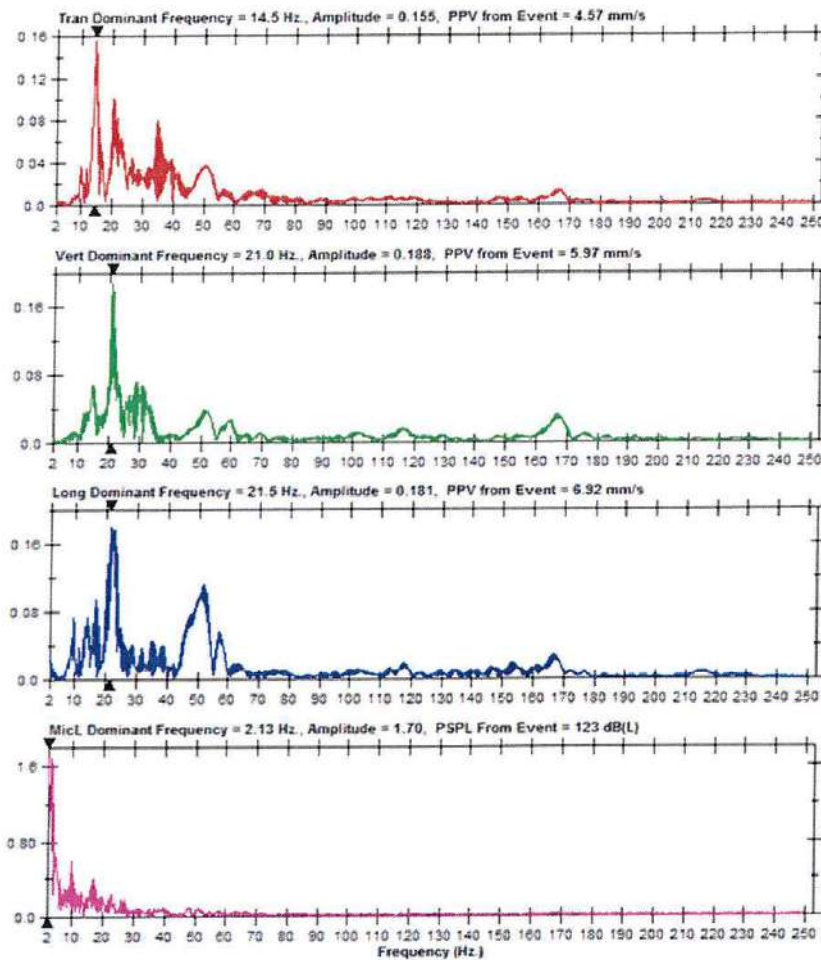 Tran Dominant Frequency = 14.5 Hz., Amplitude = 0.155, PPV from Event = 4.57 mm/s
0.16
0.12
0.08
0.04
0.0
2 10 20 30 40 50 60 70 80 90 100 110 120 130 140 150 160 170 180 190 200 210 220 230 240 250
Vert Dominant Frequency = 21.0 Hz., Amplitude = 0.188, PPV from Event = 5.97 mm/s
0.16
0.08
0.0
2 10 20 30 40 50 60 70 80 90 100 110 120 130 140 150 160 170 180 190 200 210 220 230 240 250
Long Dominant Frequency = 21.5 Hz., Amplitude = 0.181, PPV from Event = 6.92 mm/s
0.16
0.08
0.0
2 10 20 30 40 50 60 70 80 90 100 110 120 130 140 150 160 170 180 190 200 210 220 230 240 250
MicL Dominant Frequency = 2.13 Hz., Amplitude = 1.70, PSPL From Event = 123 dB(L)
1.6
0.80
0.0
2 10 20 30 40 50 60 70 80 90 100 110 120 130 140 150 160 170 180 190 200 210 220 230 240 250
Frequency (Hz.)